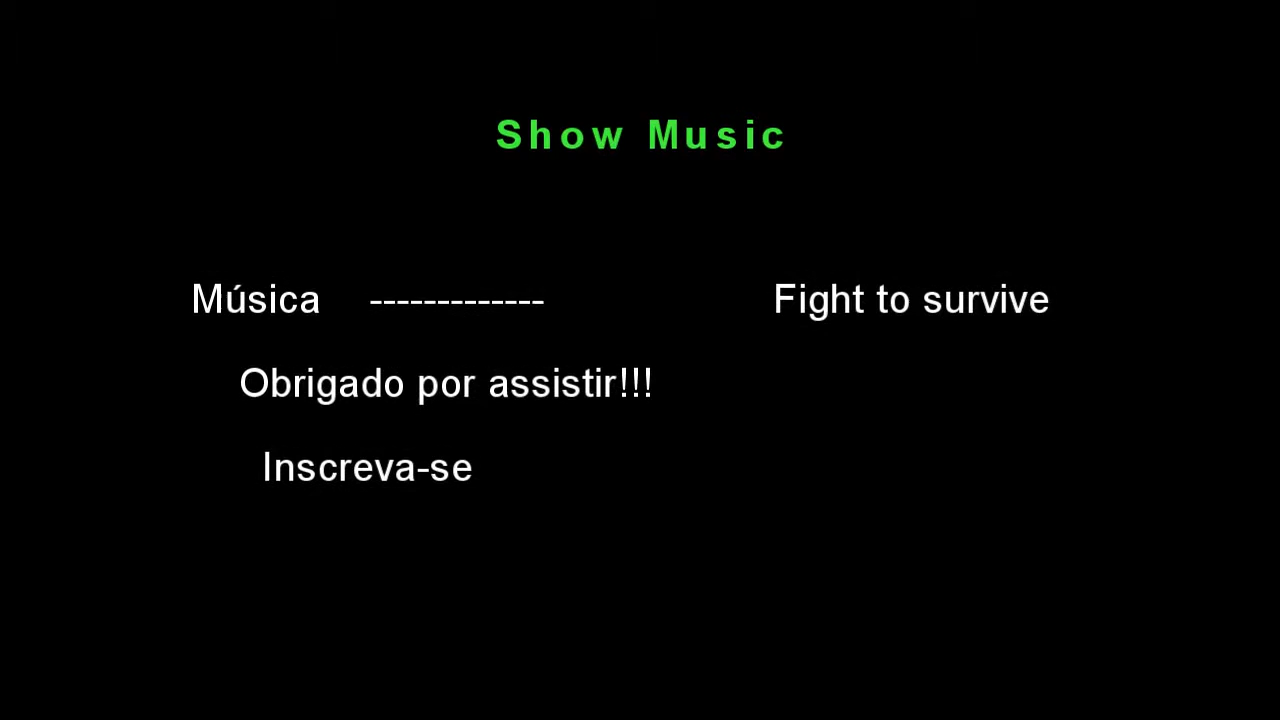 Show Music
Música ------------- Fight to survive
Obrigado por assistir!!!
Inscreva-se